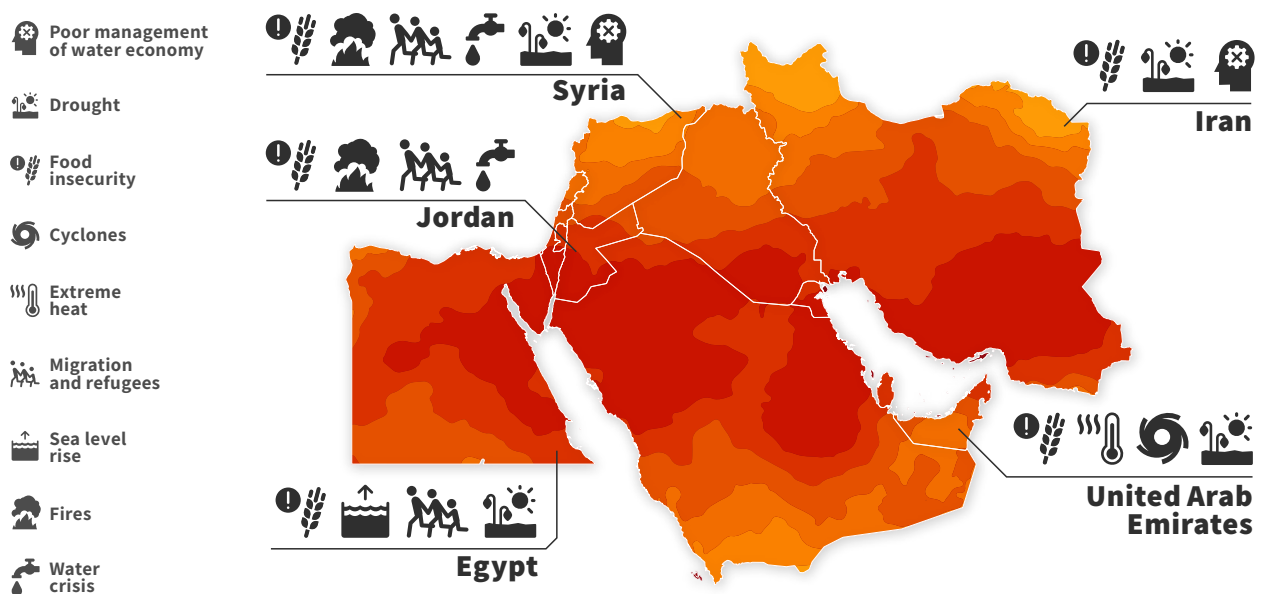 Poor management
of water economy
Drought
Food
insecurity
Cyclones
Extreme
heat
Migration
and refugees
Sea level
rise
Fires
Water
crisis
Syria
Jordan
Egypt
Iran
United Arab
Emirates